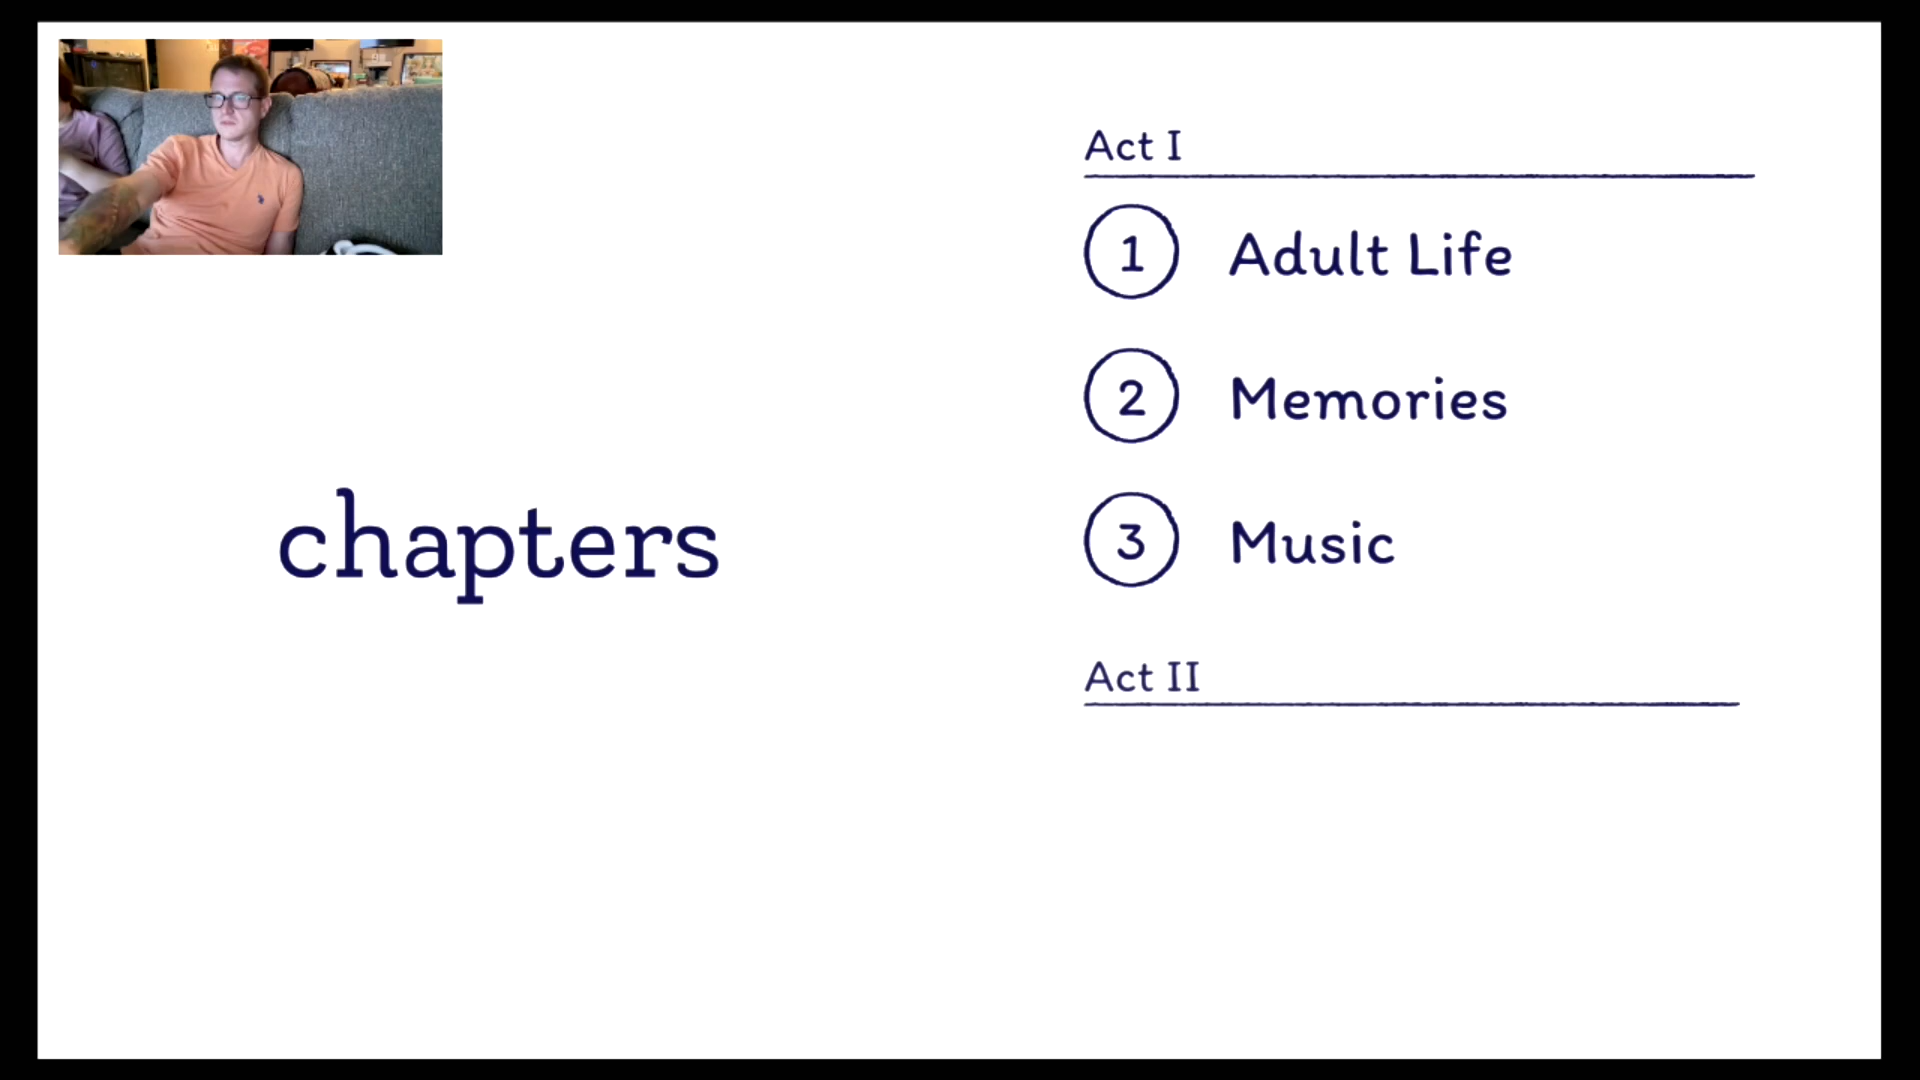 chapters
Act I
1 Adult Life
2 Memories
3 Music
Act II